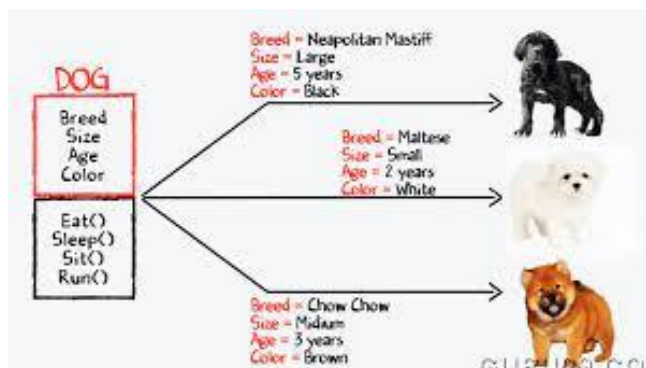 DOG
Breed
Size
Age
Color
Eat()
Sleep()
Sit()
Run()
Breed = Neapolitan Mastiff
Size = Large
Age = 5 years
Color = Black
Breed = Maltese
Size = Small
Age = 2 years
Color = White
Breed = Chow Chow
Size = Midium
Age = 3 years
Color = Brown